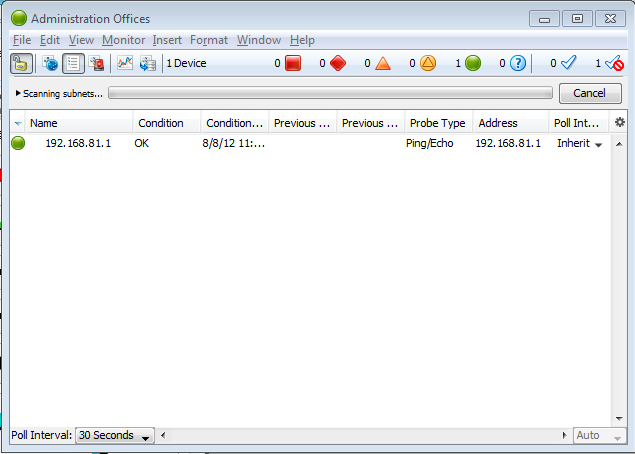 Administration Offices
File Edit View Monitor Insert Format Window Help
1 Device 0 0 0 0 1 0 ? 0 1
Scanning subnets... Cancel
Name Condition Condition... Previous ... Previous ... Probe Type Address Poll Int...
192.168.81.1 OK 8/8/12 11:... Ping/Echo 192.168.81.1 Inherit
Poll Interval: 30 Seconds Auto